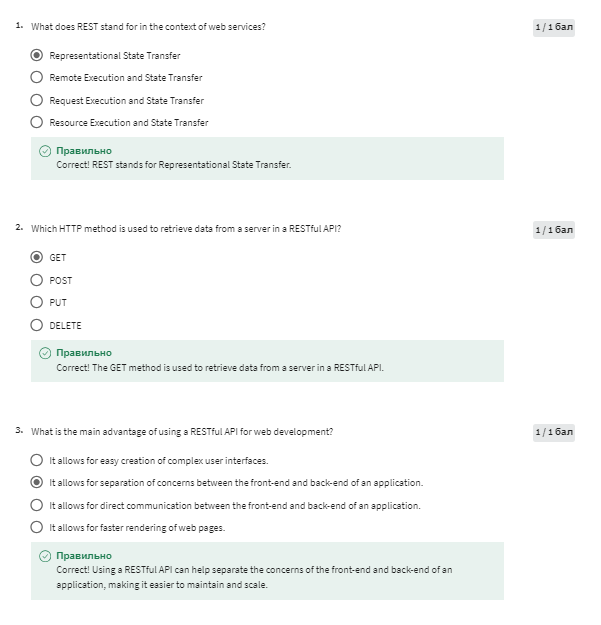 1. What does REST stand for in the context of web services? 1 / 1 бал
Representational State Transfer
Remote Execution and State Transfer
Request Execution and State Transfer
Resource Execution and State Transfer
Правильно
Correct! REST stands for Representational State Transfer.
2. Which HTTP method is used to retrieve data from a server in a RESTful API? 1 / 1 бал
GET
POST
PUT
DELETE
Правильно
Correct! The GET method is used to retrieve data from a server in a RESTful API.
3. What is the main advantage of using a RESTful API for web development? 1 / 1 бал
It allows for easy creation of complex user interfaces.
It allows for separation of concerns between the front-end and back-end of an application.
It allows for direct communication between the front-end and back-end of an application.
It allows for faster rendering of web pages.
Правильно
Correct! Using a RESTful API can help separate the concerns of the front-end and back-end of an
application, making it easier to maintain and scale.